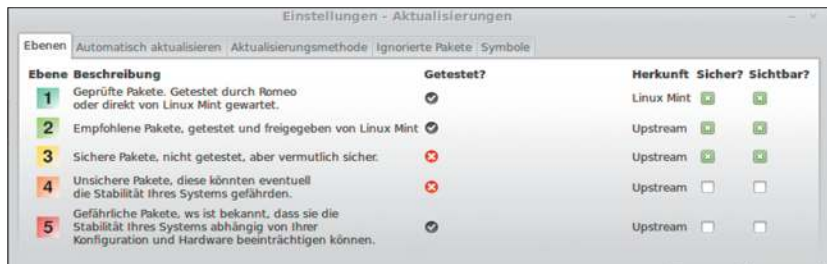 Einstellungen - Aktualisierungen
Ebenen Automatisch aktualisieren Aktualisierungsmethode Ignorierte Pakete Symbole
Ebene Beschreibung Getestet? Herkunft Sicher? Sichtbar?
1 Geprüfte Pakete. Getestet durch Romeo
oder direkt von Linux Mint gewartet. Linux Mint
2 Empfohlene Pakete, getestet und freigegeben von Linux Mint Upstream
3 Sichere Pakete, nicht getestet, aber vermutlich sicher. Upstream
4 Unsichere Pakete, diese könnten eventuell
die Stabilität Ihres Systems gefährden. Upstream
5 Gefährliche Pakete, ws ist bekannt, dass sie die
Stabilität Ihres Systems abhängig von Ihrer Upstream
Konfiguration und Hardware beeinträchtigen können.